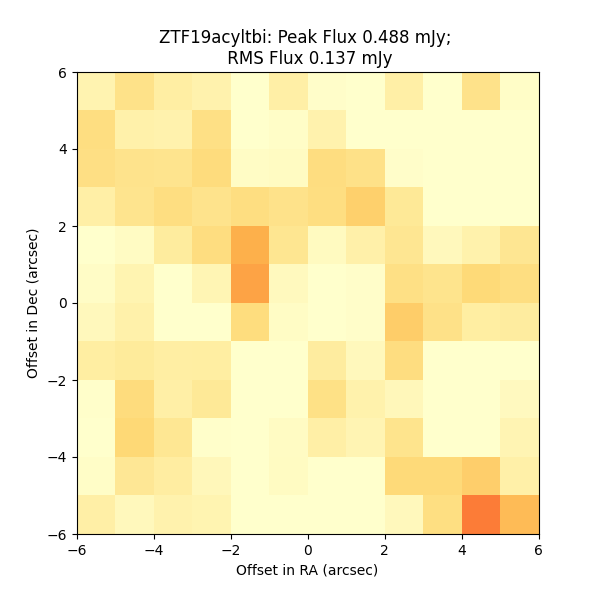 ZTF19acyltbi: Peak Flux 0.488 mJy;
RMS Flux 0.137 mJy
6
4
2
0
−2
−4
−6
Offset in Dec (arcsec)
−6 −4 −2 0 2 4 6
Offset in RA (arcsec)